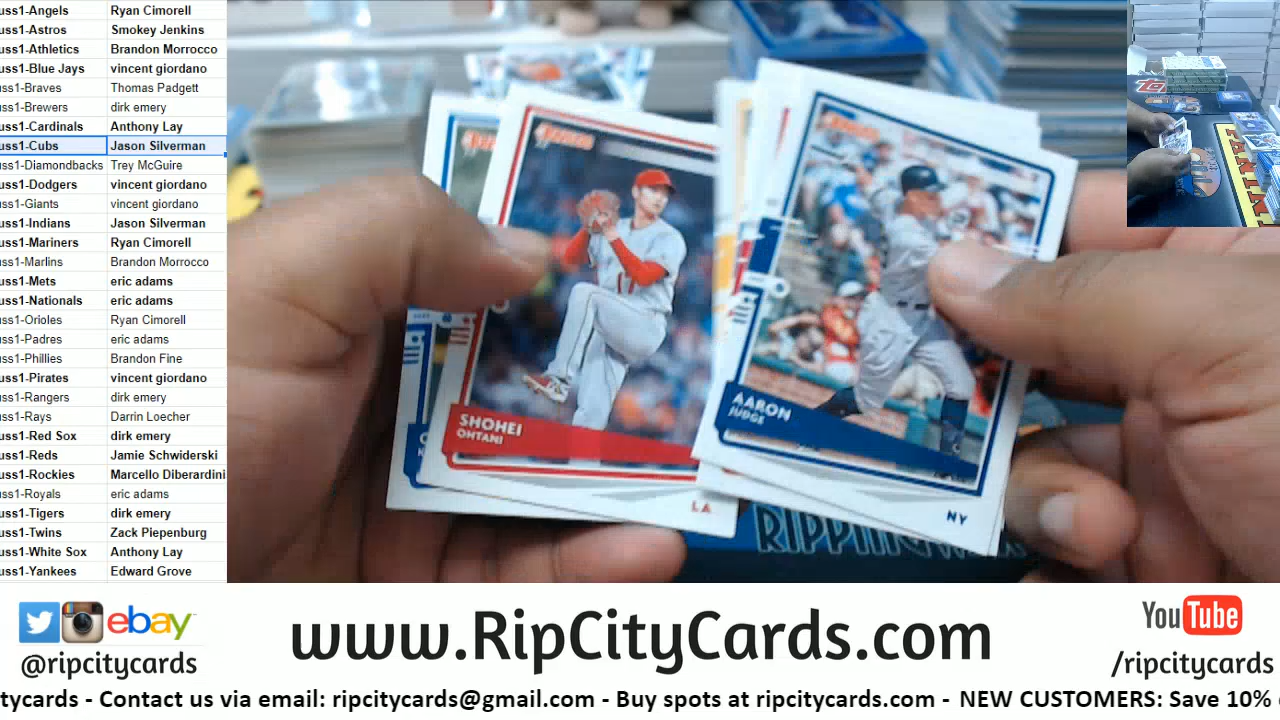 uss1-Angels Ryan Cimorell
uss1-Astros Smokey Jenkins
uss1-Athletics Brandon Morrocco
uss1-Blue Jays vincent giordano
uss1-Braves Thomas Padgett
uss1-Brewers dirk emery
uss1-Cardinals Anthony Lay
uss1-Cubs Jason Silverman
uss1-Diamondbacks Trey McGuire
uss1-Dodgers vincent giordano
uss1-Giants vincent giordano
uss1-Indians Jason Silverman
uss1-Mariners Ryan Cimorell
uss1-Marlins Brandon Morrocco
uss1-Mets eric adams
uss1-Nationals eric adams
uss1-Orioles Ryan Cimorell
uss1-Padres eric adams
uss1-Phillies Brandon Fine
uss1-Pirates vincent giordano
uss1-Rangers dirk emery
uss1-Rays Darrin Loecher
uss1-Red Sox dirk emery
uss1-Reds Jamie Schwiderski
uss1-Rockies Marcello Diberardini
uss1-Royals eric adams
uss1-Tigers dirk emery
uss1-Twins Zack Piepenburg
uss1-White Sox Anthony Lay
uss1-Yankees Edward Grove
Donruss
17
SHOHEI
OHTANI
LA
Donruss
AARON
JUDGE
NY
PANINI
ebay
@ripcitycards
www.RipCityCards.com
YouTube
/ripcitycards
tycards - Contact us via email: ripcitycards@gmail.com - Buy spots at ripcitycards.com - NEW CUSTOMERS: Save 10%